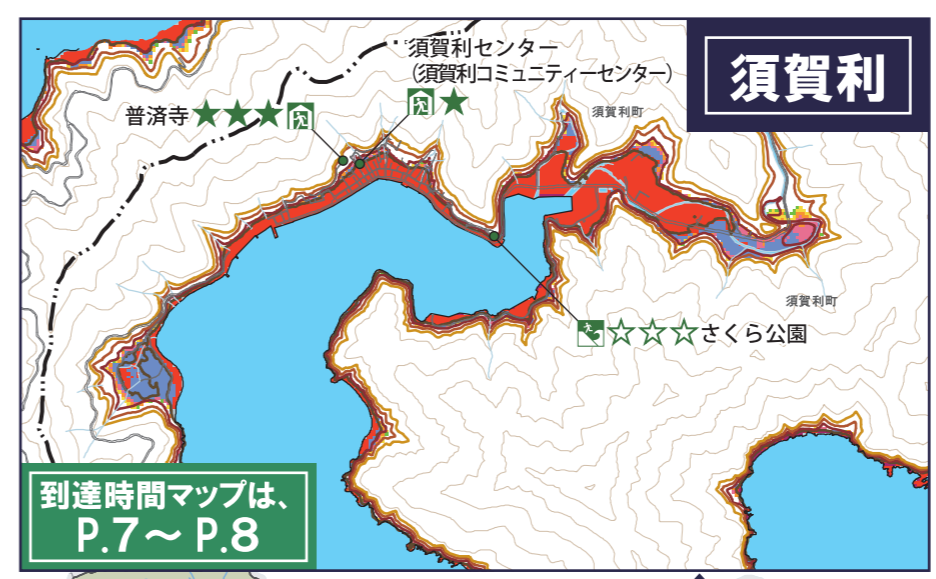 須賀利
須賀利センター
（須賀利コミュニティーセンター）
★
普済寺★★★
須賀利町
須賀利町
☆☆☆さくら公園
到達時間マップは、
P.7～P.8